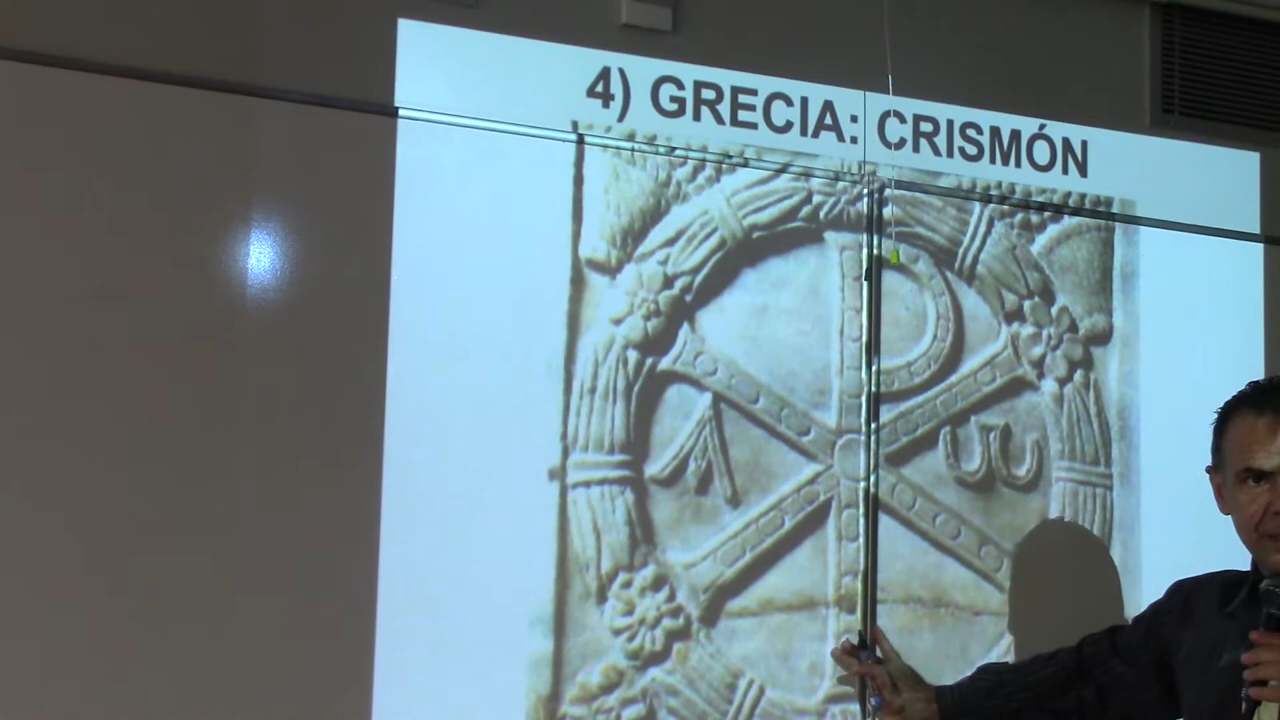 4) GRECIA: CRISMÓN
Α ω